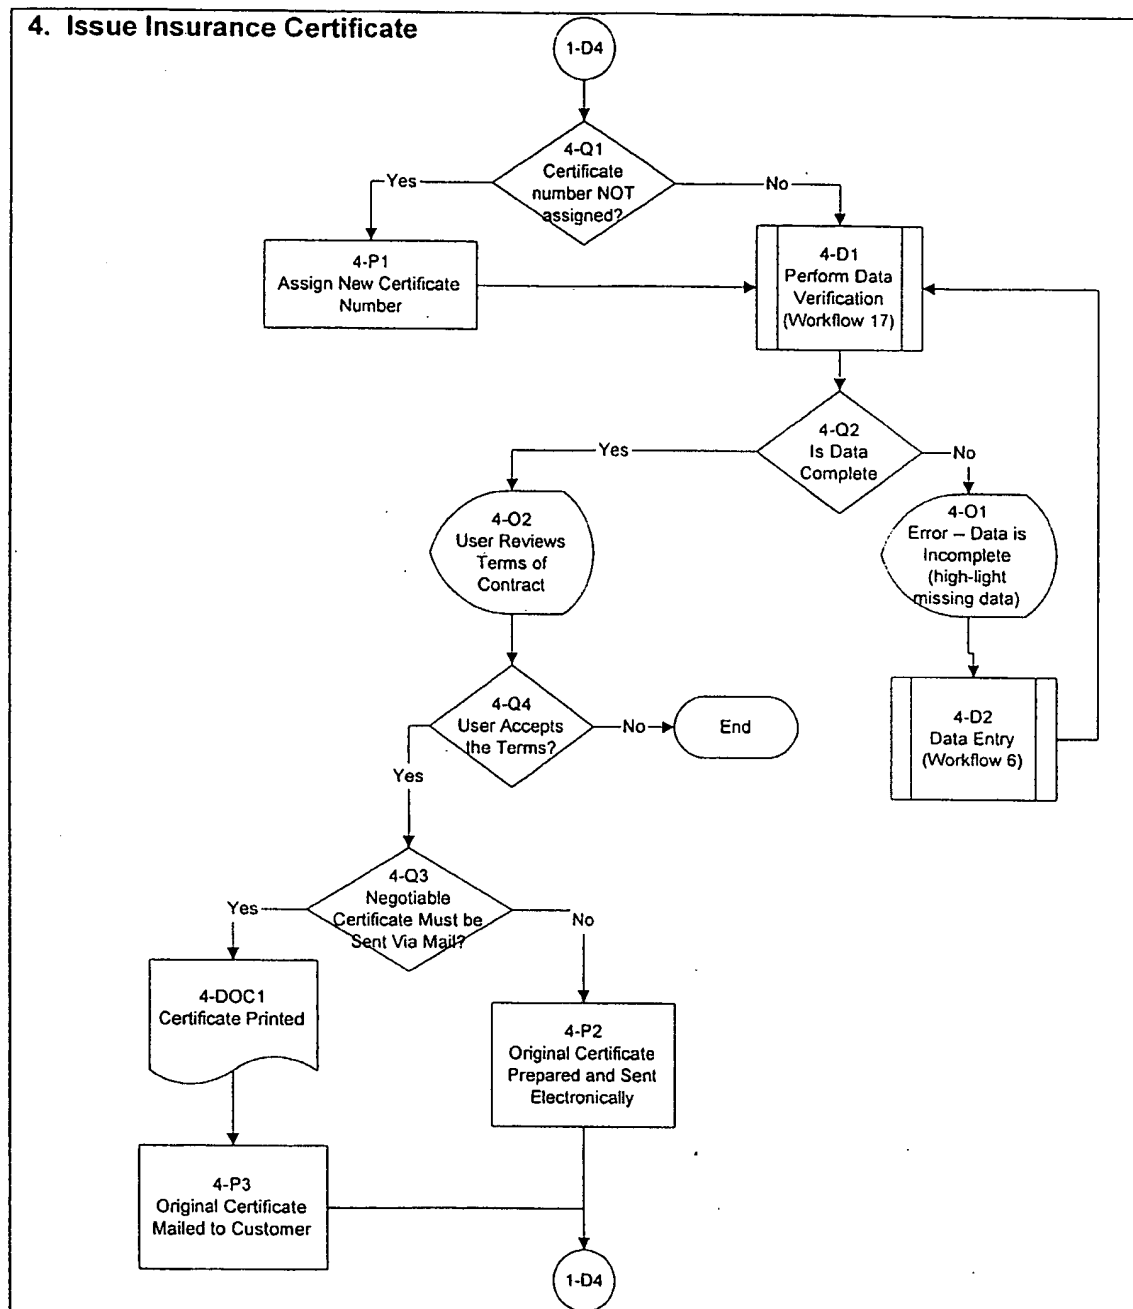 4. Issue Insurance Certificate
1-D4
4-Q1
Certificate
number NOT
assigned?
Yes
No
4-P1
Assign New Certificate
Number
4-D1
Perform Data
Verification
(Workflow 17)
4-Q2
Is Data
Complete
Yes
No
4-O2
User Reviews
Terms of
Contract
4-O1
Error – Data is
Incomplete
(high-light
missing data)
4-Q4
User Accepts
the Terms?
No
End
4-D2
Data Entry
(Workflow 6)
Yes
4-Q3
Negotiable
Certificate Must be
Sent Via Mail?
Yes
No
4-DOC1
Certificate Printed
4-P2
Original Certificate
Prepared and Sent
Electronically
4-P3
Original Certificate
Mailed to Customer
1-D4